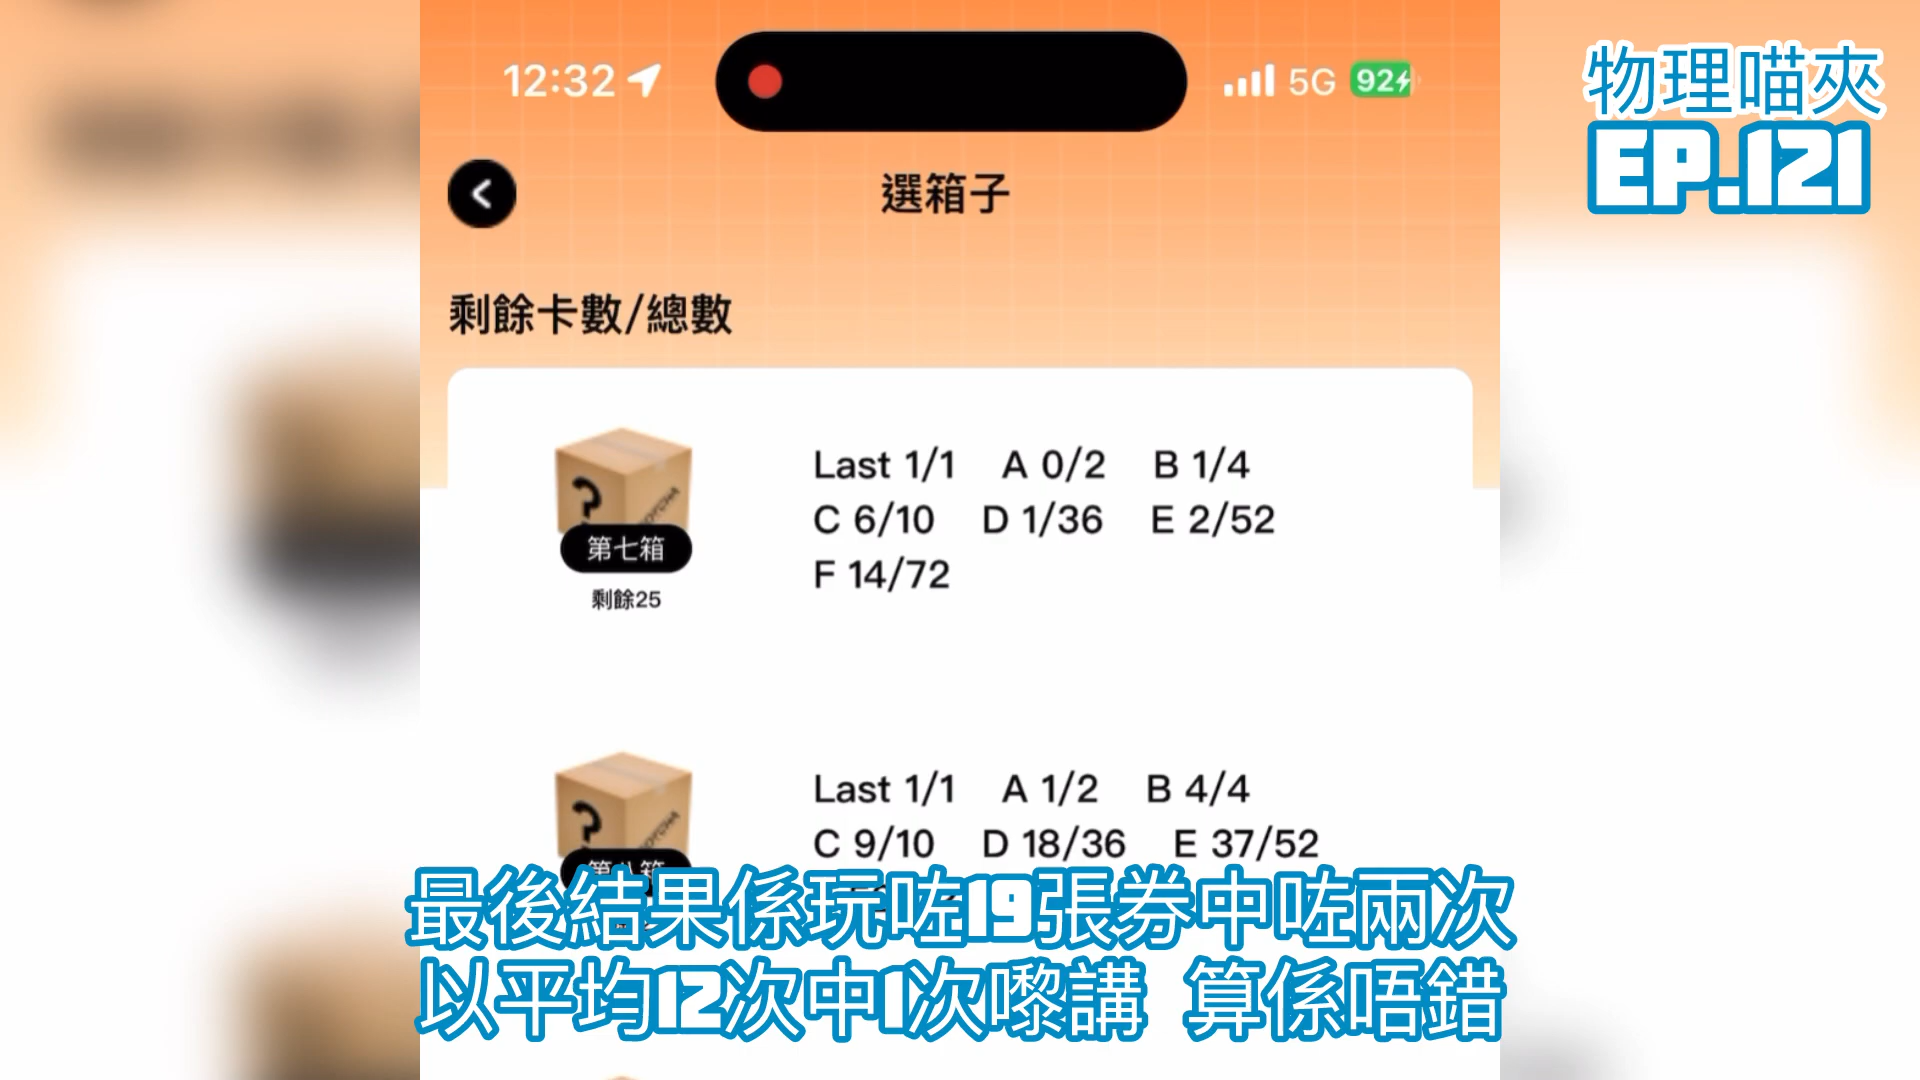 12:32
5G
92
物理喵夾
EP.121
選箱子
剩餘卡數/總數
Last 1/1 A 0/2 B 1/4
C 6/10 D 1/36 E 2/52
F 14/72
第七箱
剩餘25
Last 1/1 A 1/2 B 4/4
C 9/10 D 18/36 E 37/52
第八箱
最後結果係玩咗19張券中咗兩次
以平均12次中1次嚟講 算係唔錯